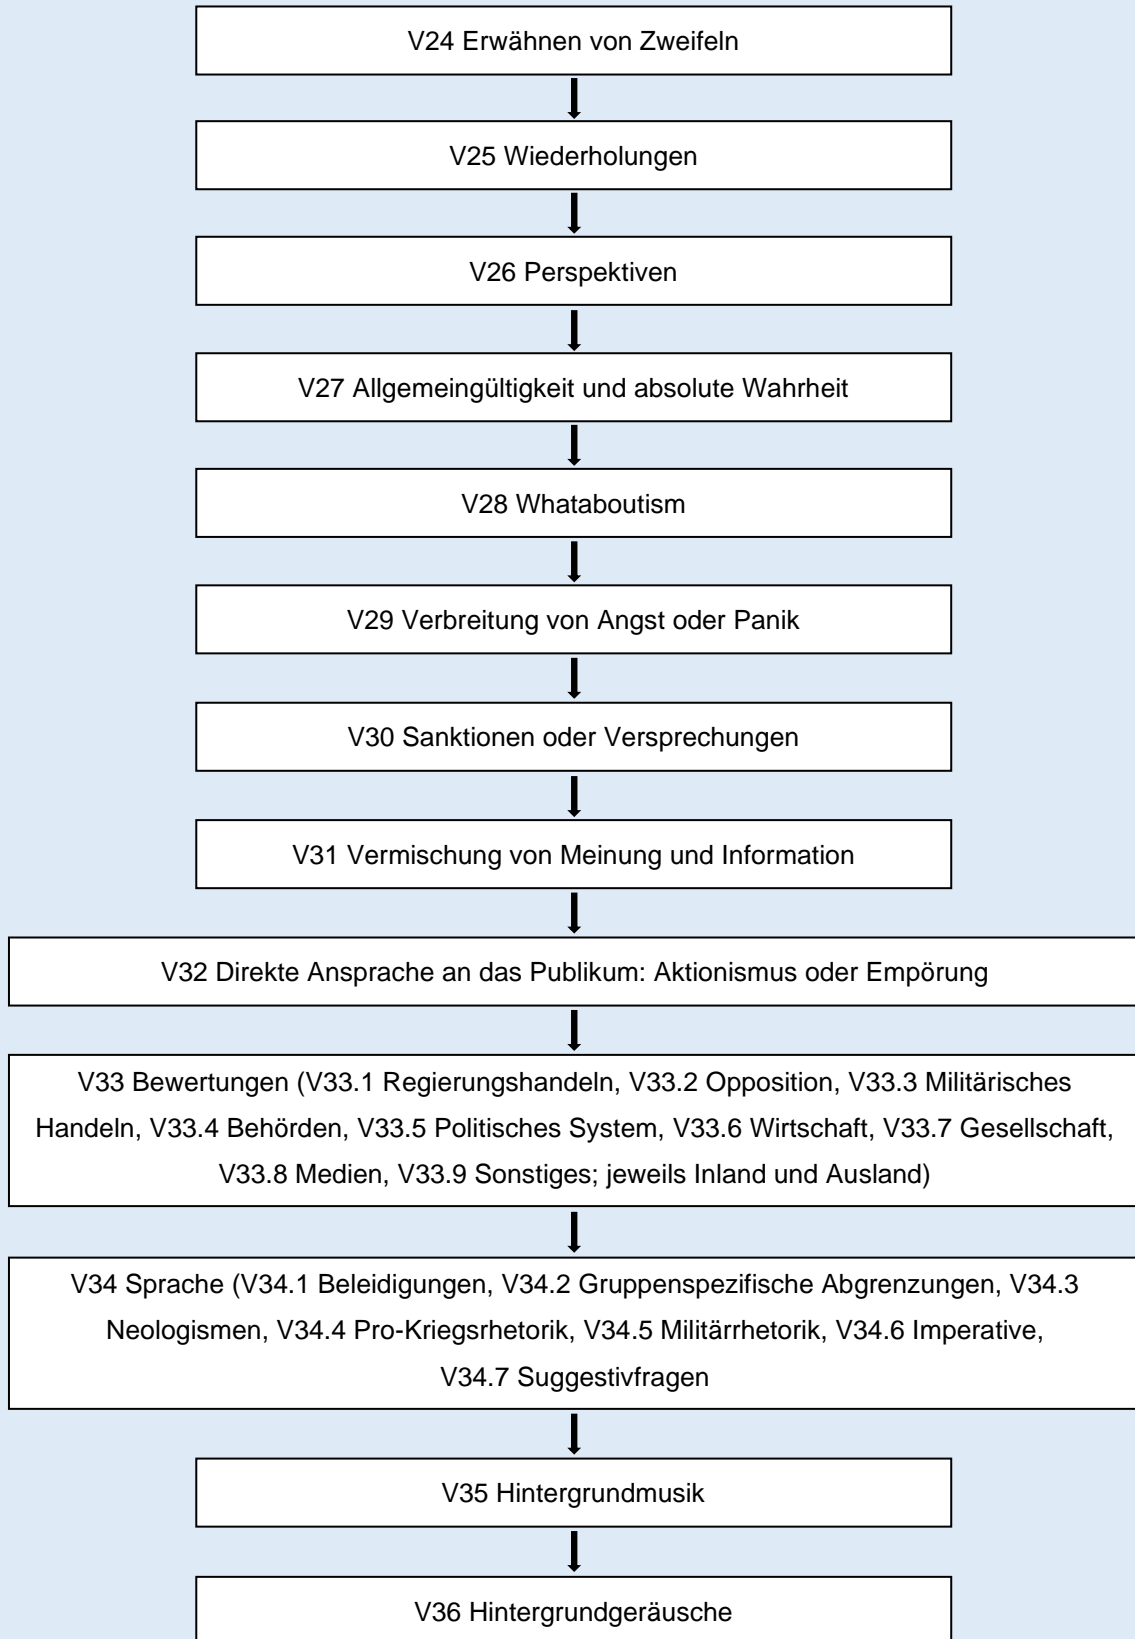 V24 Erwähnen von Zweifeln
V25 Wiederholungen
V26 Perspektiven
V27 Allgemeingültigkeit und absolute Wahrheit
V28 Whataboutism
V29 Verbreitung von Angst oder Panik
V30 Sanktionen oder Versprechungen
V31 Vermischung von Meinung und Information
V32 Direkte Ansprache an das Publikum: Aktionismus oder Empörung
V33 Bewertungen (V33.1 Regierungshandeln, V33.2 Opposition, V33.3 Militärisches
Handeln, V33.4 Behörden, V33.5 Politisches System, V33.6 Wirtschaft, V33.7 Gesellschaft,
V33.8 Medien, V33.9 Sonstiges; jeweils Inland und Ausland)
V34 Sprache (V34.1 Beleidigungen, V34.2 Gruppenspezifische Abgrenzungen, V34.3
Neologismen, V34.4 Pro-Kriegsrhetorik, V34.5 Militärrhetorik, V34.6 Imperative,
V34.7 Suggestivfragen
V35 Hintergrundmusik
V36 Hintergrundgeräusche